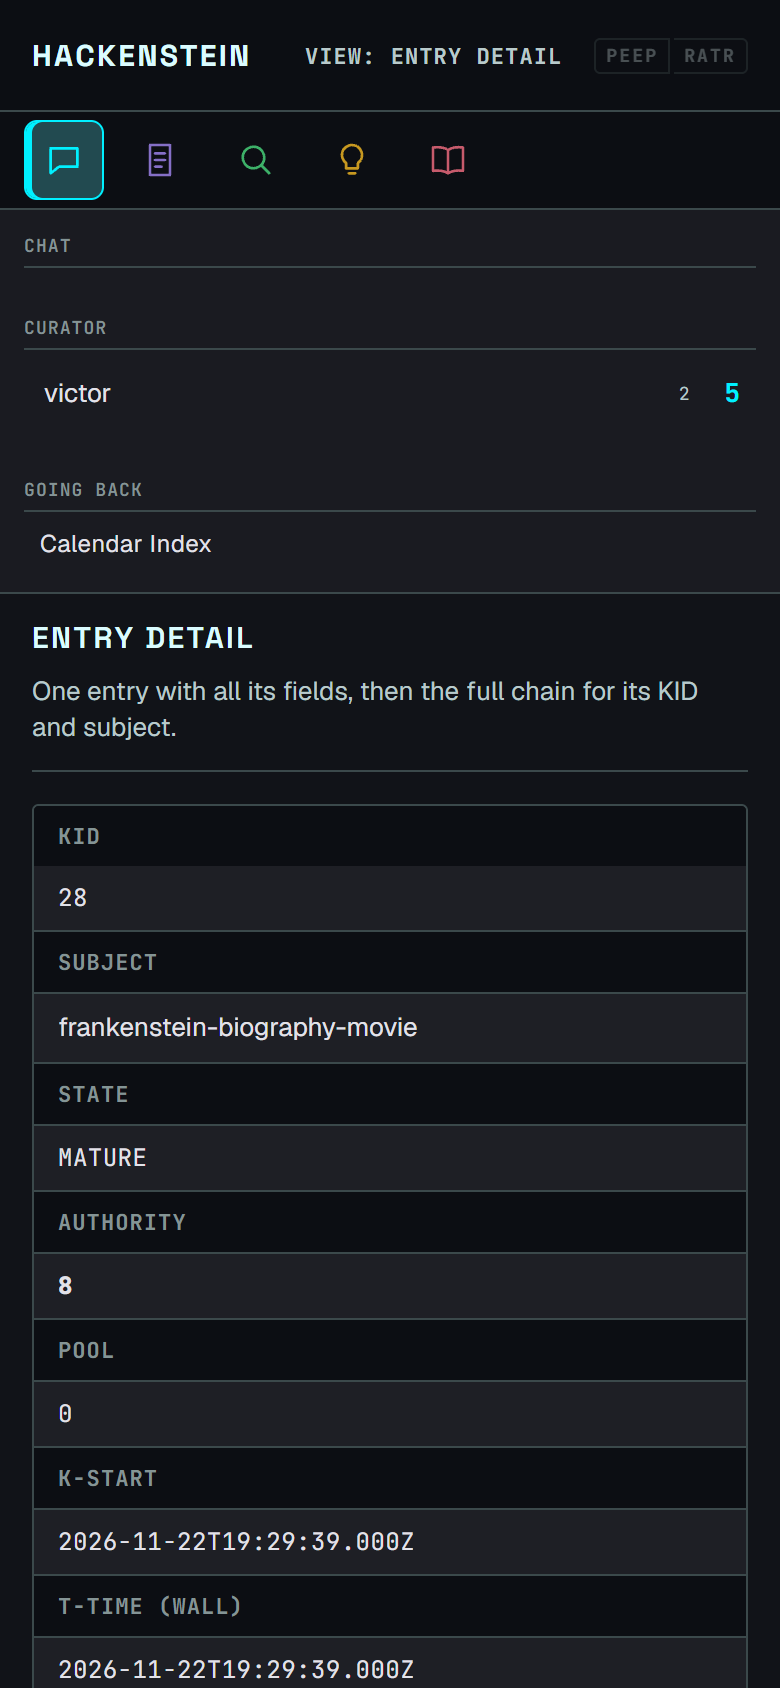 HACKENSTEIN VIEW: ENTRY DETAIL PEEP RATR
CHAT
CURATOR
victor 2 5
GOING BACK
Calendar Index
ENTRY DETAIL
One entry with all its fields, then the full chain for its KID
and subject.
KID
28
SUBJECT
frankenstein-biography-movie
STATE
MATURE
AUTHORITY
8
POOL
0
K-START
2026-11-22T19:29:39.000Z
T-TIME (WALL)
2026-11-22T19:29:39.000Z